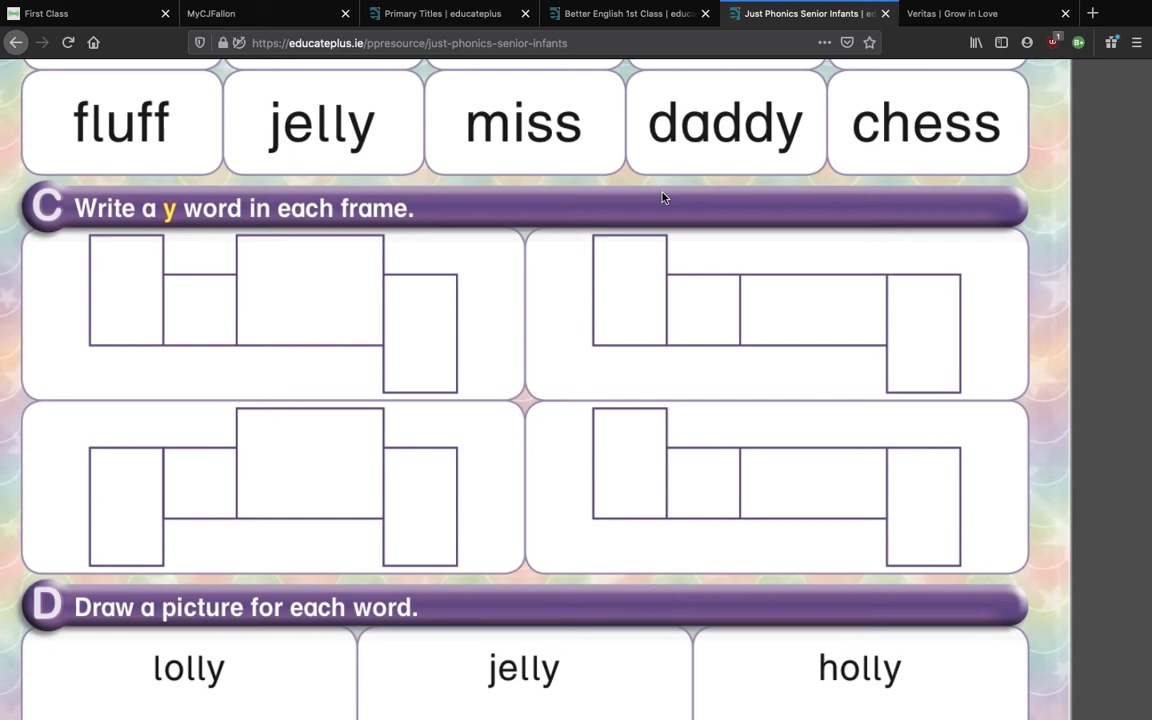 First Class
MyCJFallon
Primary Titles | educateplus
Better English 1st Class | educa
Just Phonics Senior Infants | ed
Veritas | Grow in Love
https://educateplus.ie/ppresource/just-phonics-senior-infants
1
fluff jelly miss daddy chess
C Write a y word in each frame.
D Draw a picture for each word.
lolly jelly holly